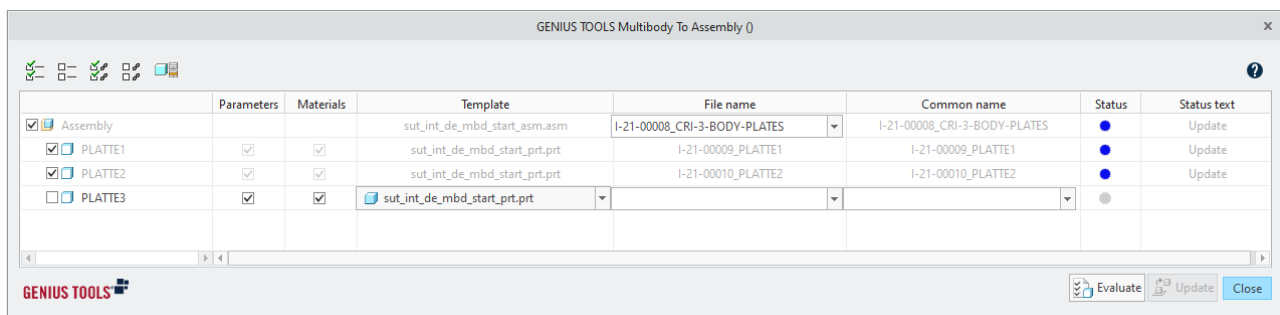 GENIUS TOOLS Multibody To Assembly ()
Parameters Materials Template File name Common name Status Status text
Assembly sut_int_de_mbd_start_asm.asm I-21-00008_CRI-3-BODY-PLATES I-21-00008_CRI-3-BODY-PLATES Update
PLATTE1 sut_int_de_mbd_start_prt.prt I-21-00009_PLATTE1 I-21-00009_PLATTE1 Update
PLATTE2 sut_int_de_mbd_start_prt.prt I-21-00010_PLATTE2 I-21-00010_PLATTE2 Update
PLATTE3 sut_int_de_mbd_start_prt.prt
GENIUS TOOLS Evaluate Update Close